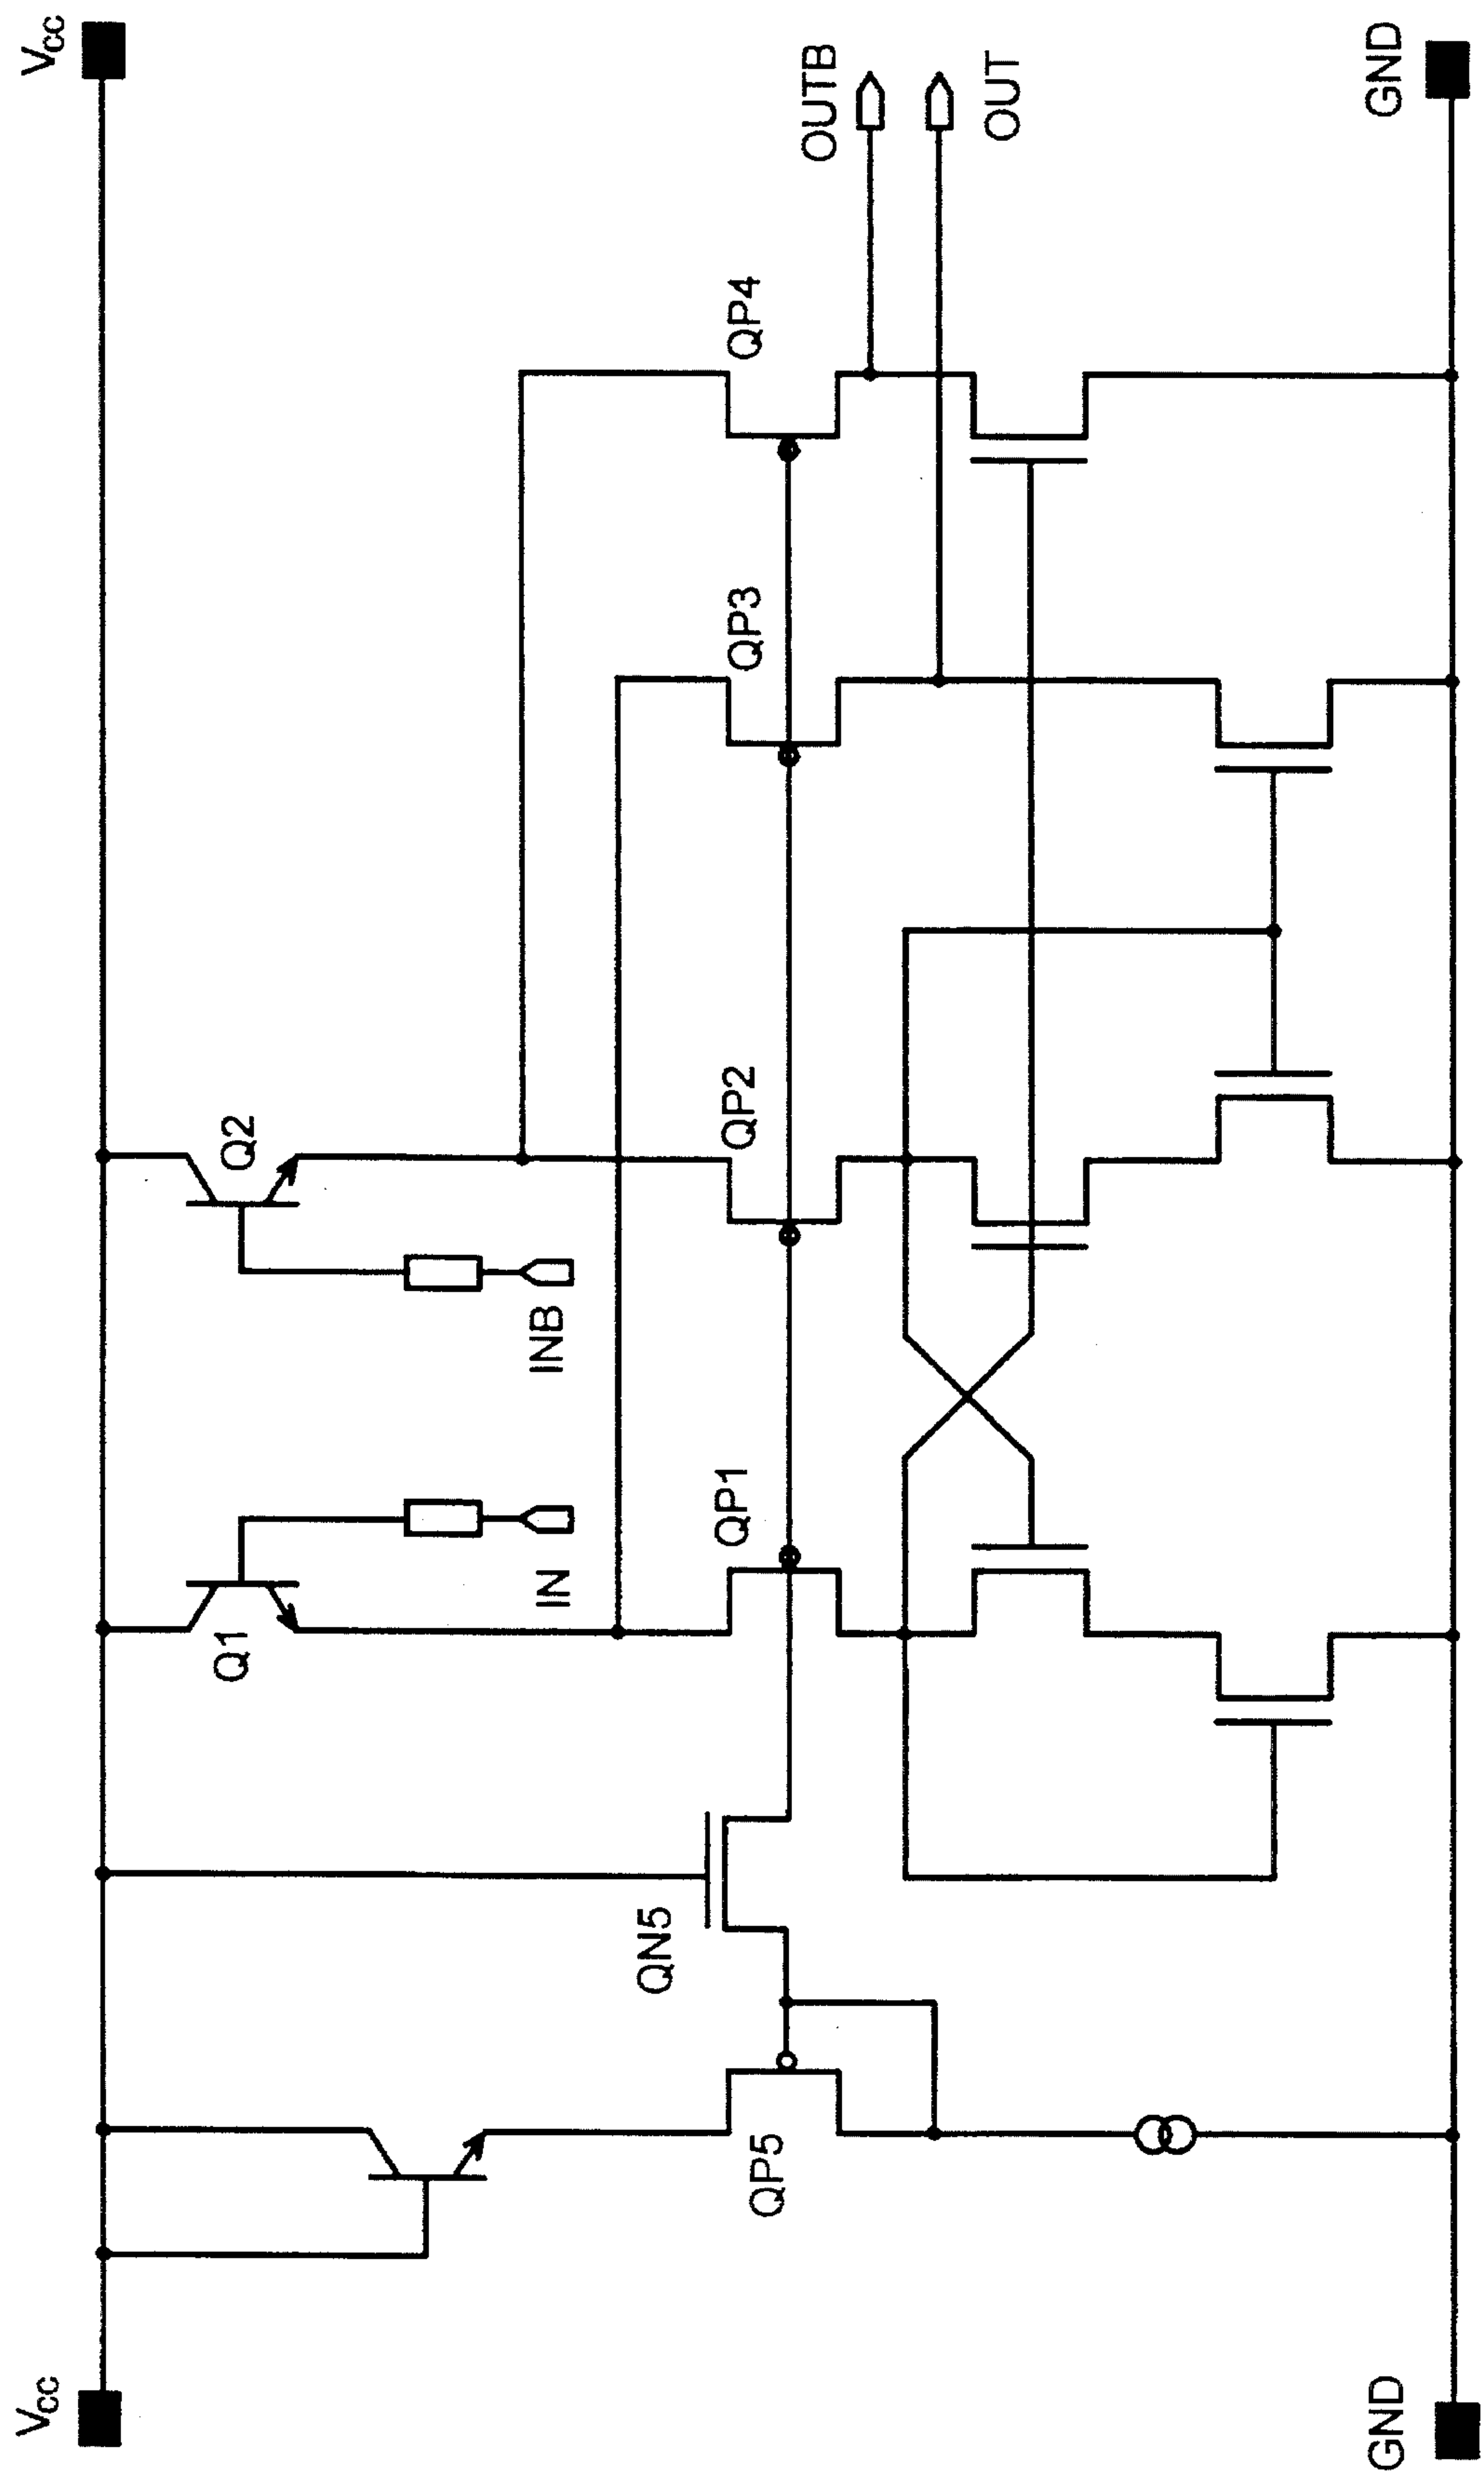 Vcc
Vcc
Q1
Q2
IN
INB
QN5
QP5
QP1
QP2
QP3
QP4
OUTB
OUT
GND
GND